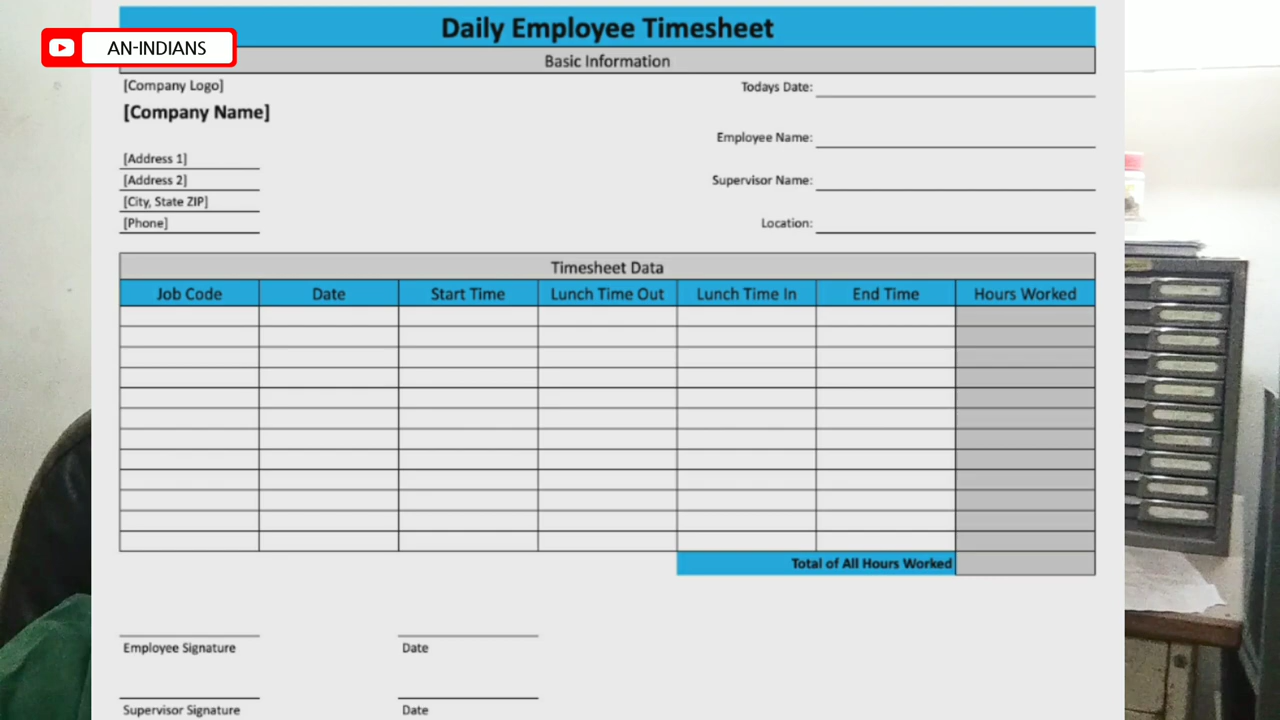 Daily Employee Timesheet
AN-INDIANS
Basic Information
[Company Logo]
Todays Date:
[Company Name]
Employee Name:
[Address 1]
[Address 2]
Supervisor Name:
[City, State ZIP]
[Phone]
Location:
Timesheet Data
Job Code Date Start Time Lunch Time Out Lunch Time In End Time Hours Worked
Total of All Hours Worked
Employee Signature Date
Supervisor Signature Date